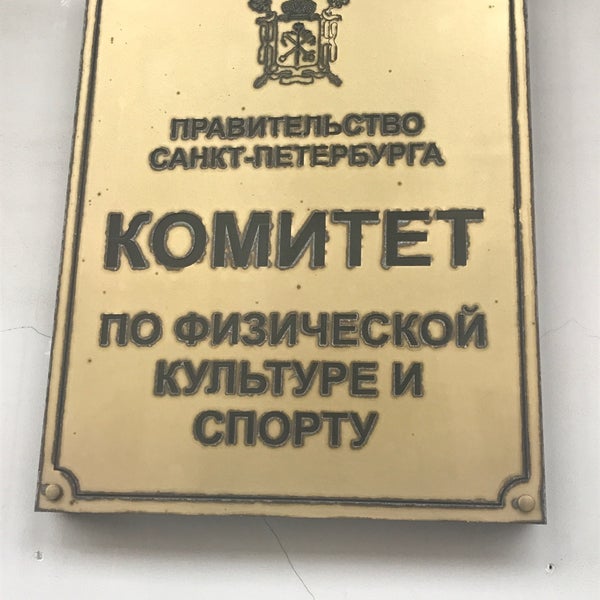 ПРАВИТЕЛЬСТВО
САНКТ-ПЕТЕРБУРГА
КОМИТЕТ
ПО ФИЗИЧЕСКОЙ
КУЛЬТУРЕ И
СПОРТУ